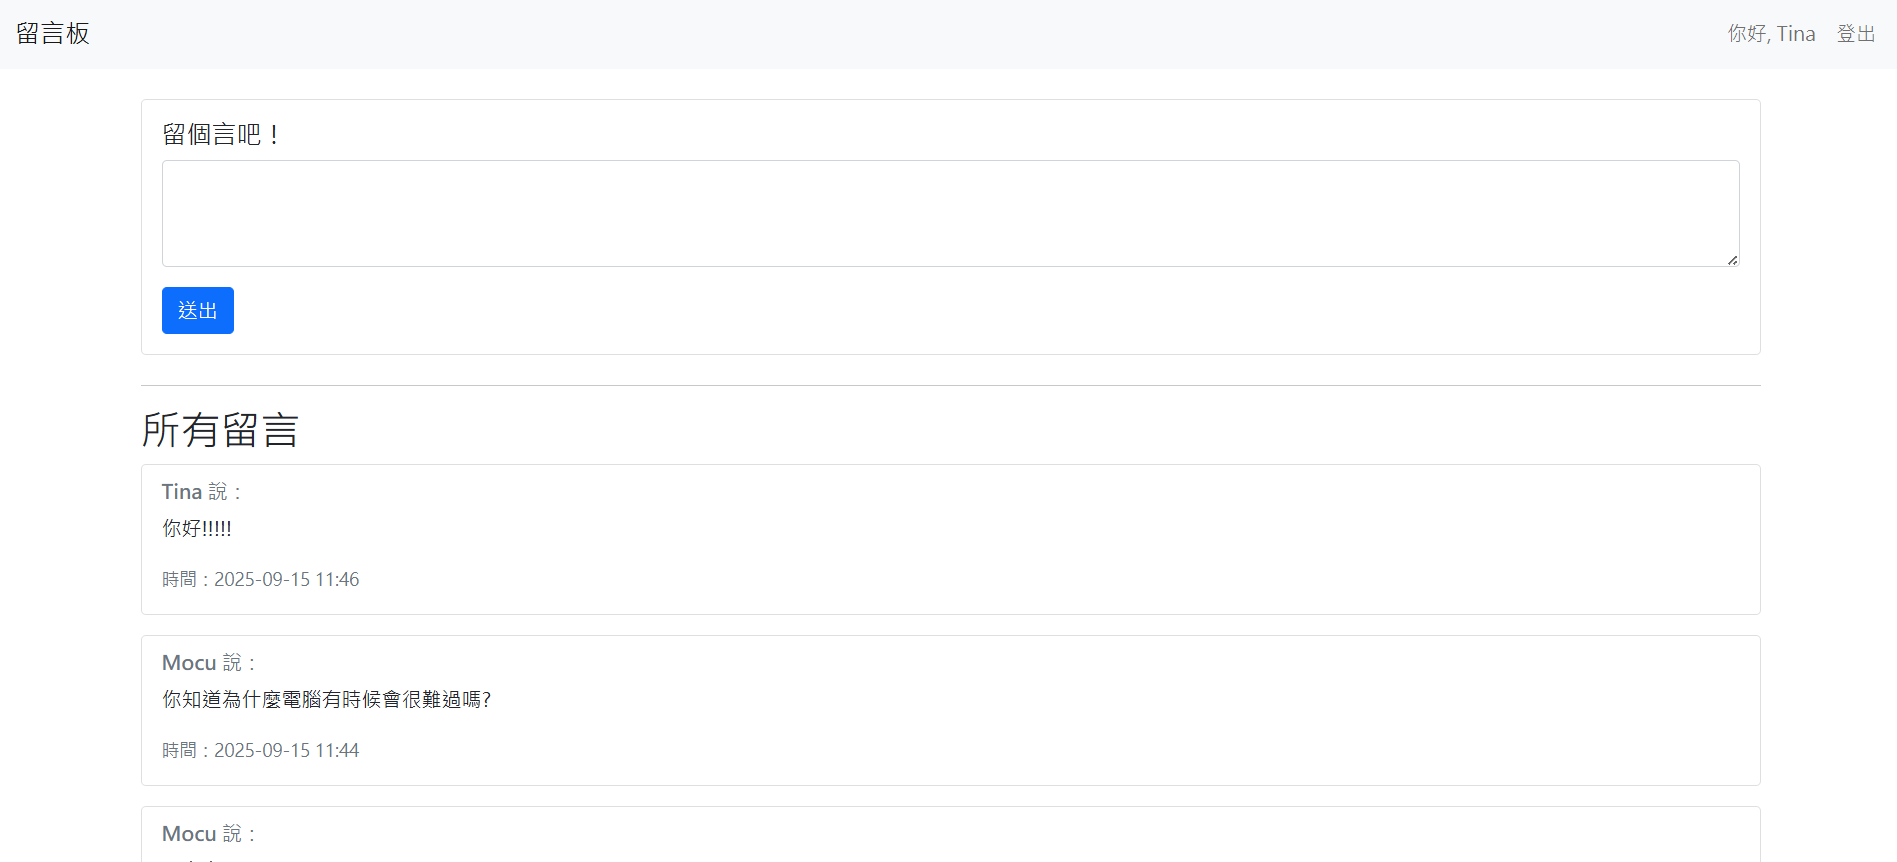 留言板
你好, Tina 登出
留個言吧！
送出
所有留言
Tina 說：
你好!!!!!
時間：2025-09-15 11:46
Mocu 說：
你知道為什麼電腦有時候會很難過嗎?
時間：2025-09-15 11:44
Mocu 說：